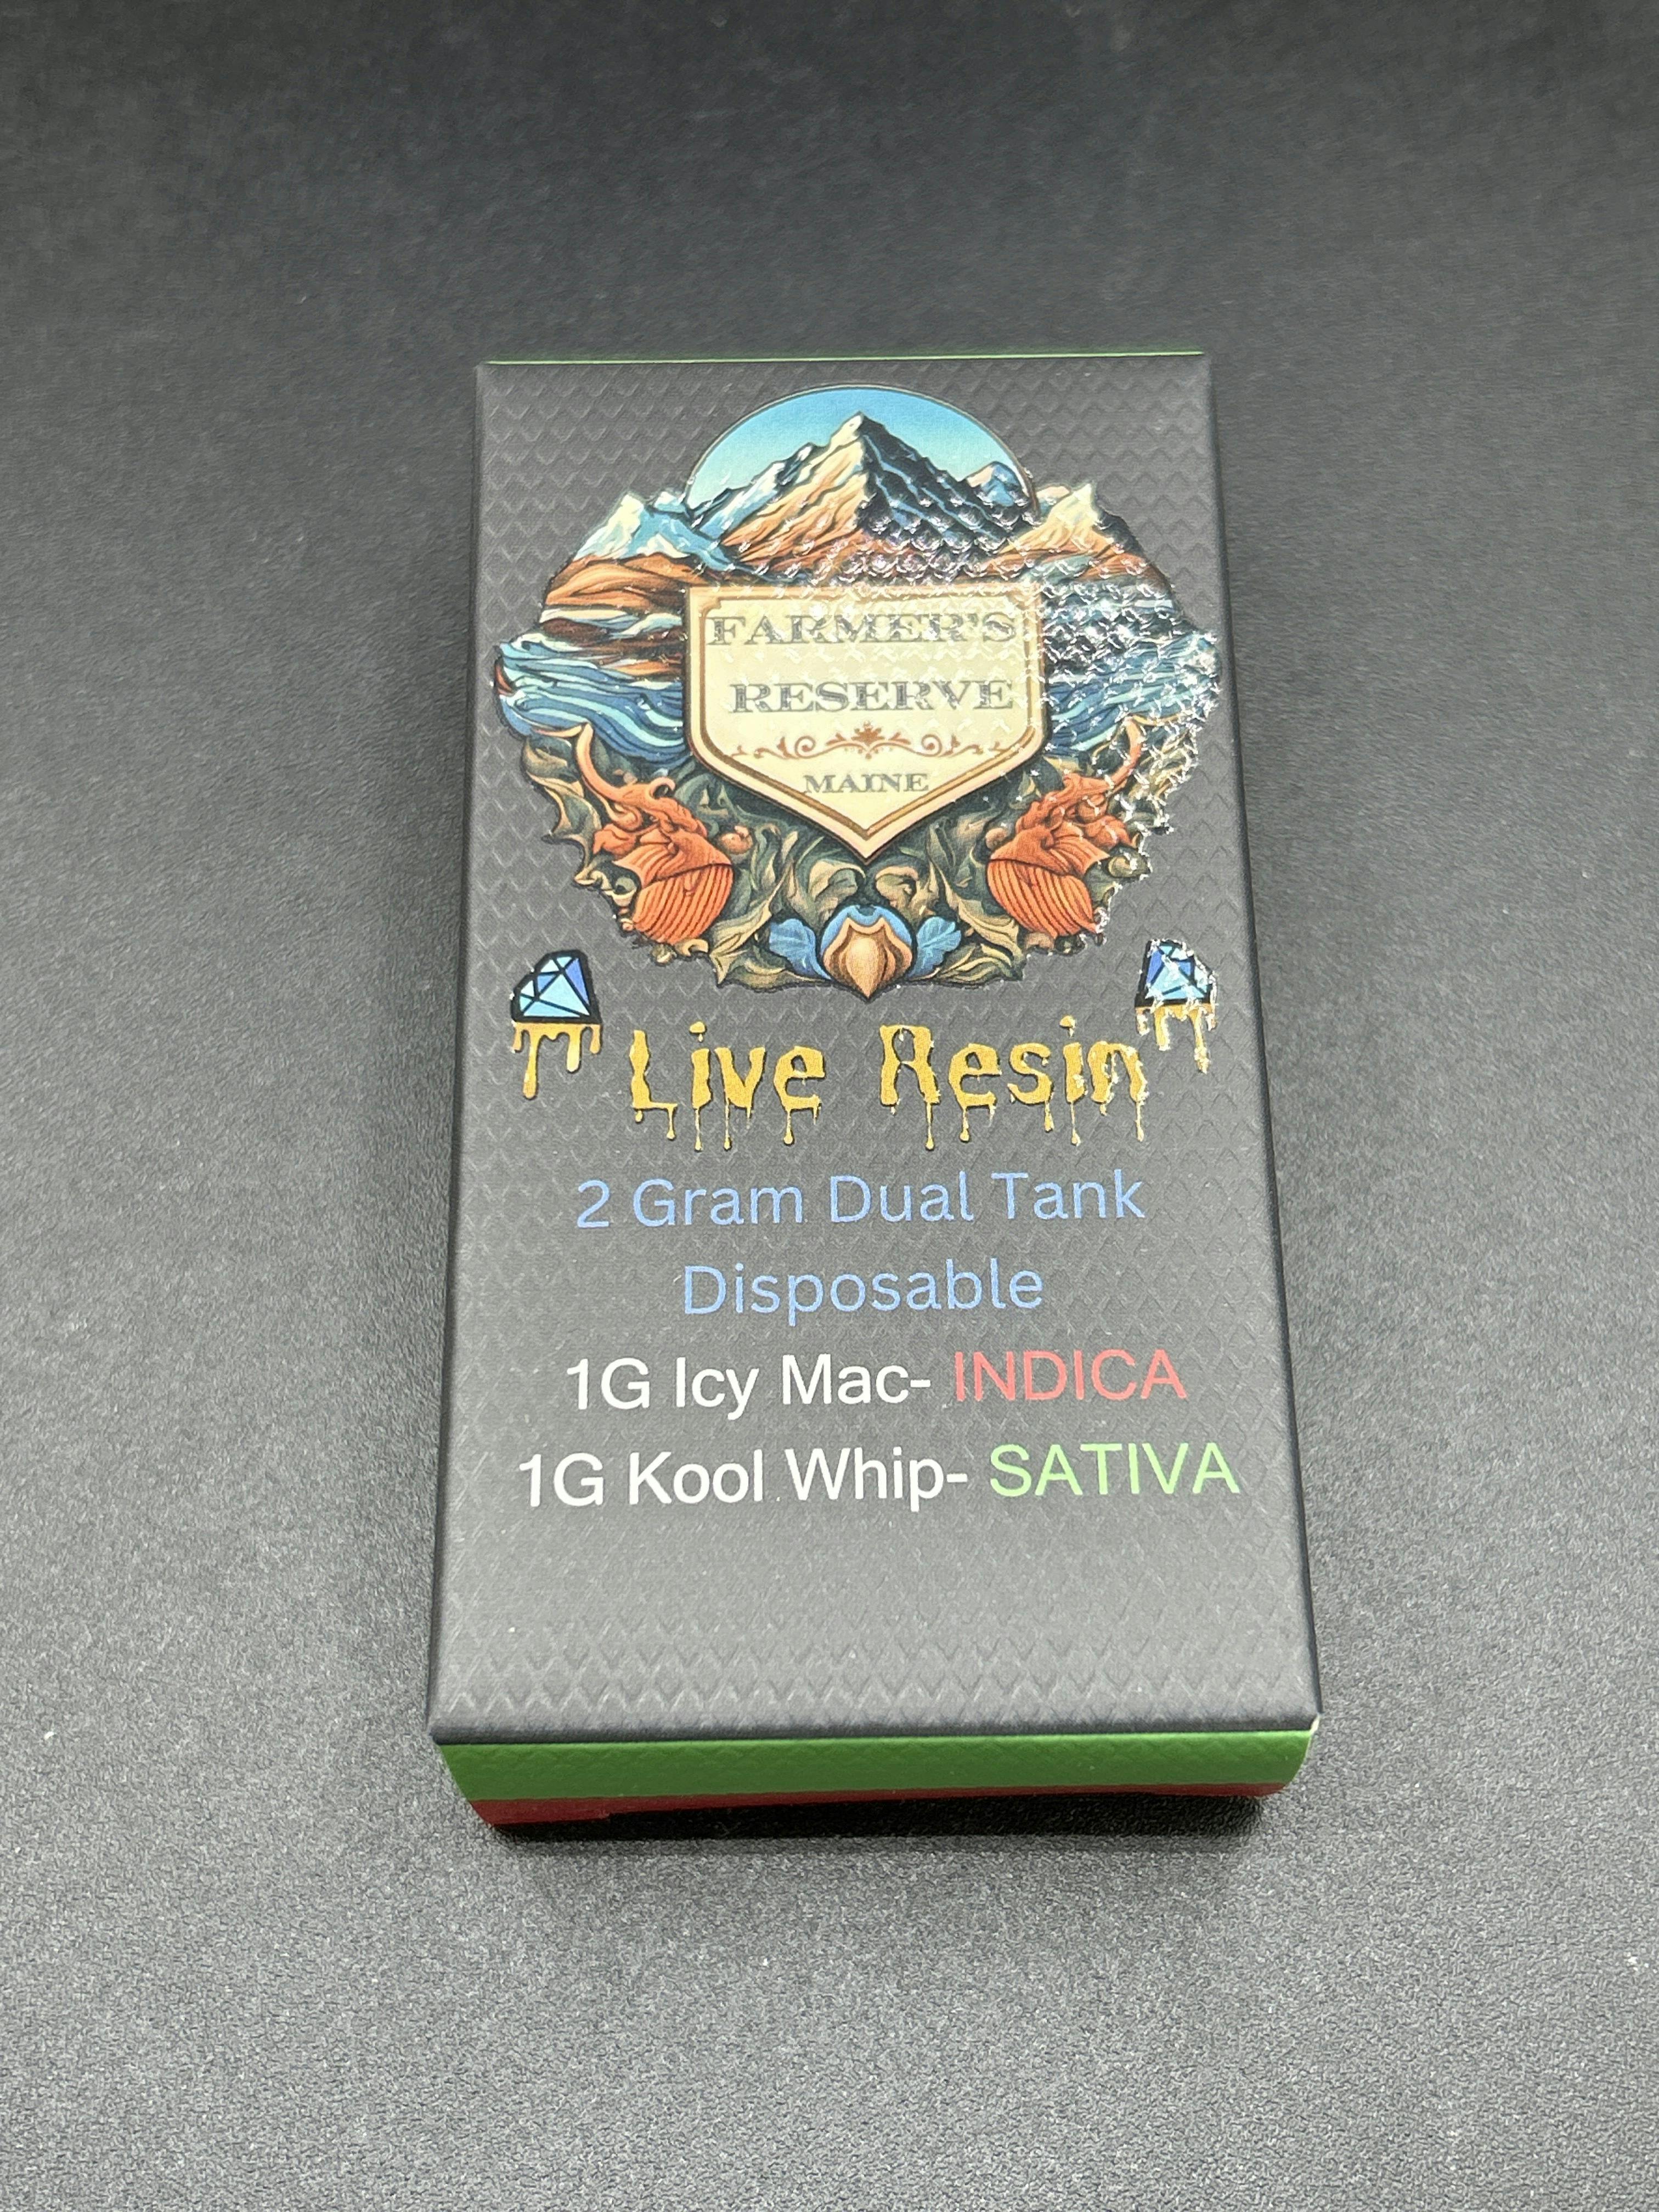 FARMER'S
RESERVE
MAINE
Live Resin
2 Gram Dual Tank
Disposable
1G Icy Mac- INDICA
1G Kool Whip- SATIVA